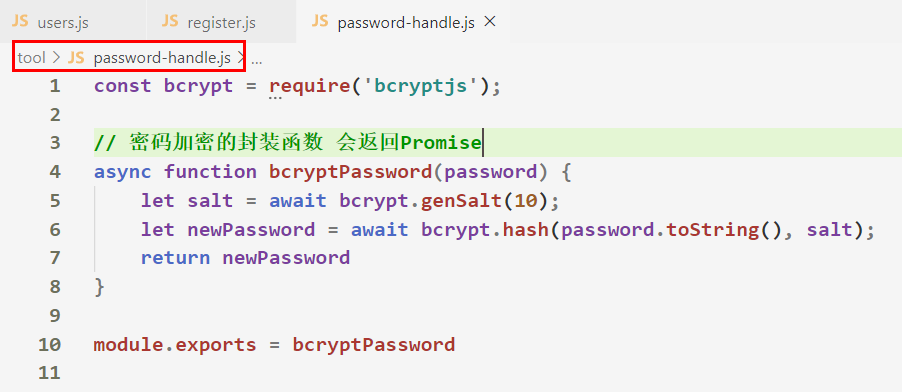 JS users.js JS register.js JS password-handle.js ×
tool > JS password-handle.js > ...
1 const bcrypt = require('bcryptjs');
2
3 // 密码加密的封装函数 会返回Promise
4 async function bcryptPassword(password) {
5 let salt = await bcrypt.genSalt(10);
6 let newPassword = await bcrypt.hash(password.toString(), salt);
7 return newPassword
8 }
9
10 module.exports = bcryptPassword
11